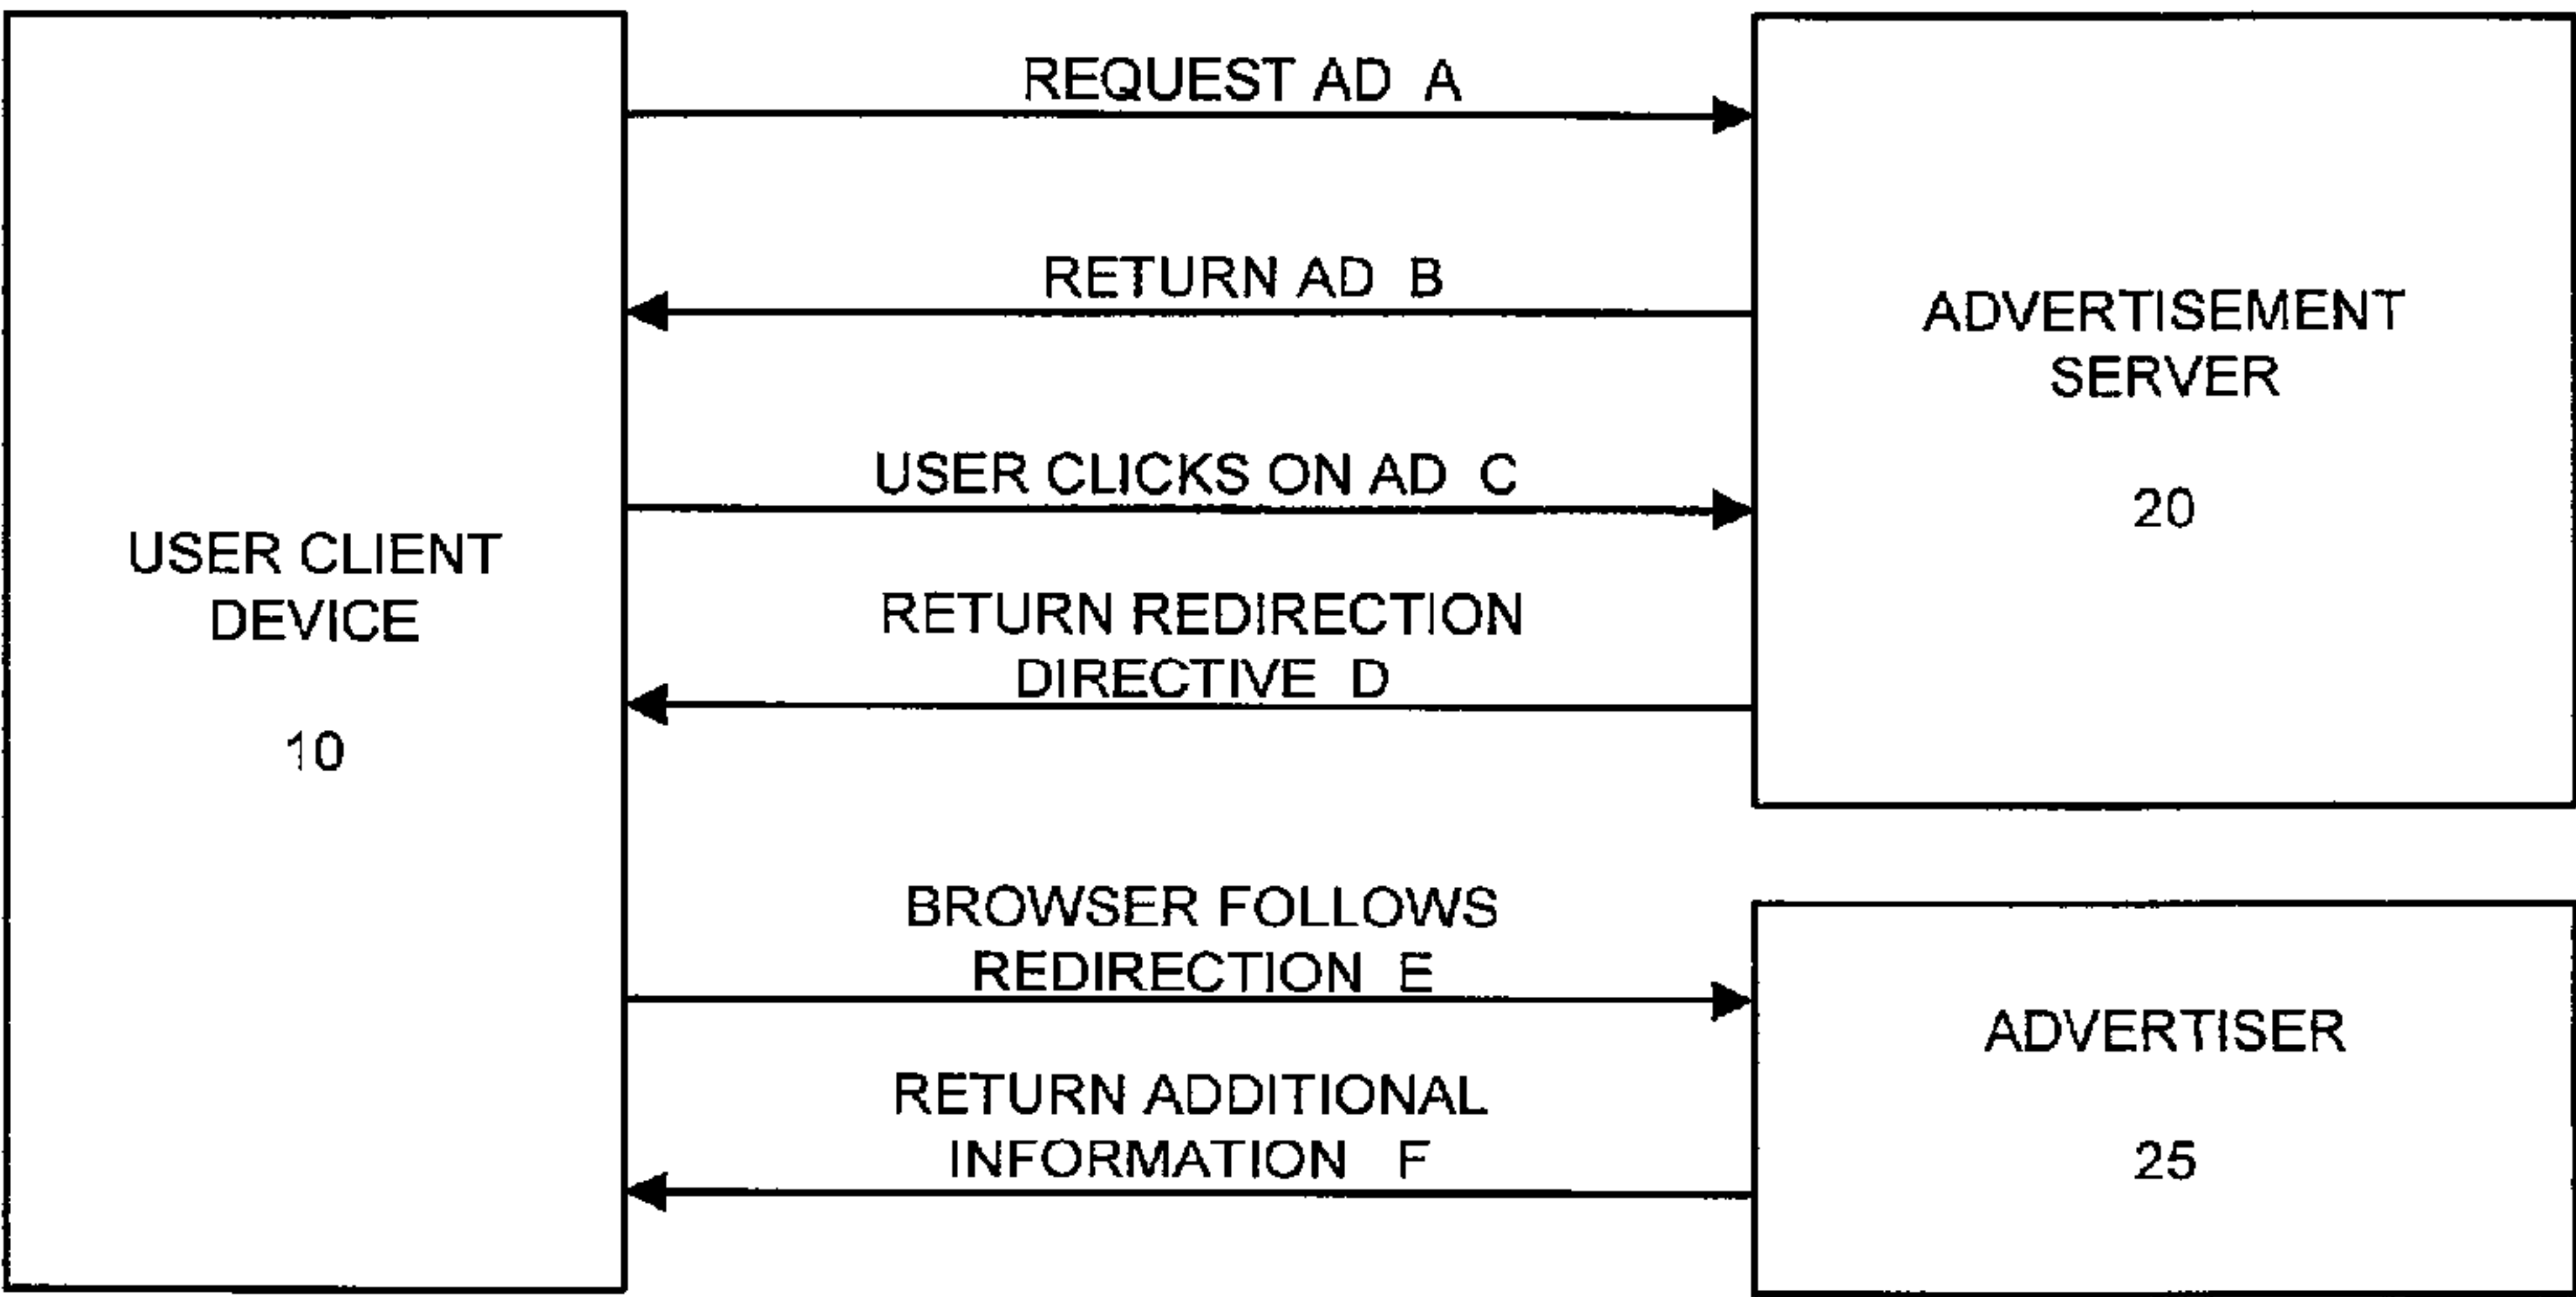 REQUEST AD A
RETURN AD B
ADVERTISEMENT
SERVER
20
USER CLICKS ON AD C
USER CLIENT
DEVICE
10
RETURN REDIRECTION
DIRECTIVE D
BROWSER FOLLOWS
REDIRECTION E
ADVERTISER
25
RETURN ADDITIONAL
INFORMATION F